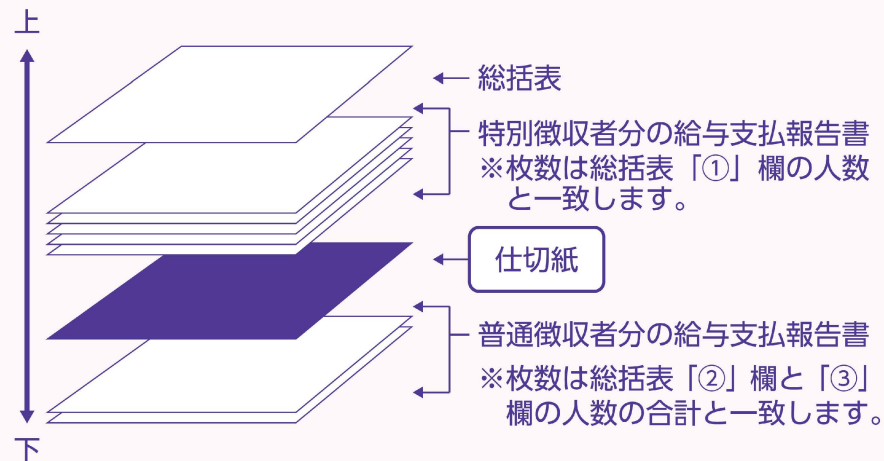 上
総括表
特別徴収者分の給与支払報告書
※枚数は総括表「①」欄の人数
と一致します。
仕切紙
普通徴収者分の給与支払報告書
※枚数は総括表「②」欄と「③」
欄の人数の合計と一致します。
下